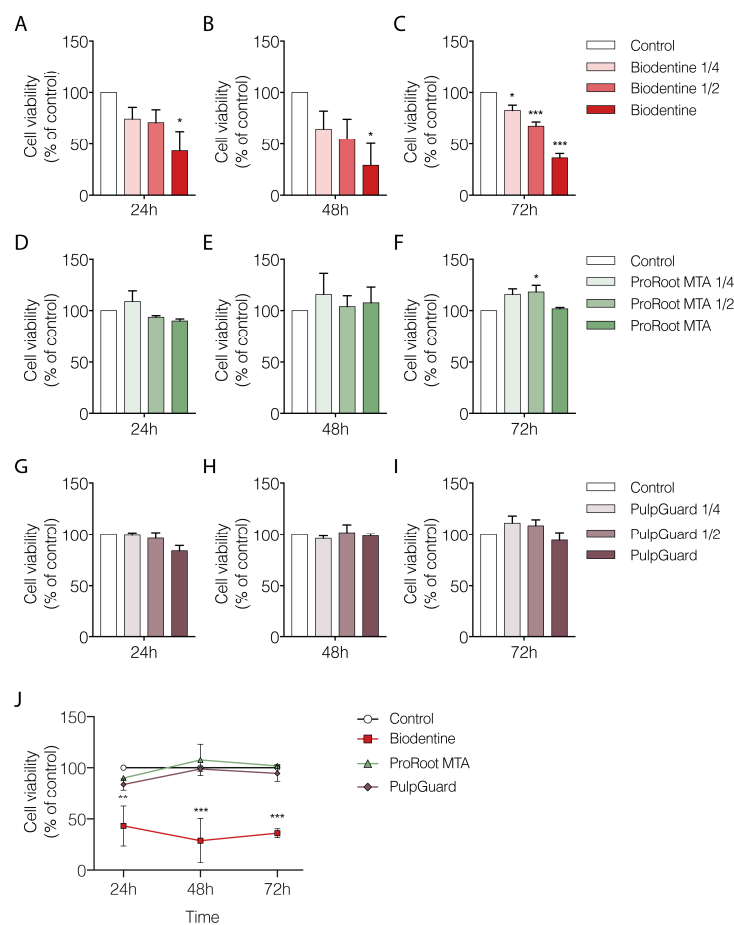 A
B
C
Cell viability
(% of control)
150
100
50
0
24h
*
Cell viability
(% of control)
150
100
50
0
48h
*
Cell viability
(% of control)
150
100
50
0
72h
*
***
***
Control
Biodentine 1/4
Biodentine 1/2
Biodentine
D
E
F
Cell viability
(% of control)
150
100
50
0
24h
Cell viability
(% of control)
150
100
50
0
48h
Cell viability
(% of control)
150
100
50
0
72h
*
Control
ProRoot MTA 1/4
ProRoot MTA 1/2
ProRoot MTA
G
H
I
Cell viability
(% of control)
150
100
50
0
24h
Cell viability
(% of control)
150
100
50
0
48h
Cell viability
(% of control)
150
100
50
0
72h
Control
PulpGuard 1/4
PulpGuard 1/2
PulpGuard
J
Cell viability
(% of control)
150
100
50
0
**
***
***
24h
48h
72h
Time
Control
Biodentine
ProRoot MTA
PulpGuard